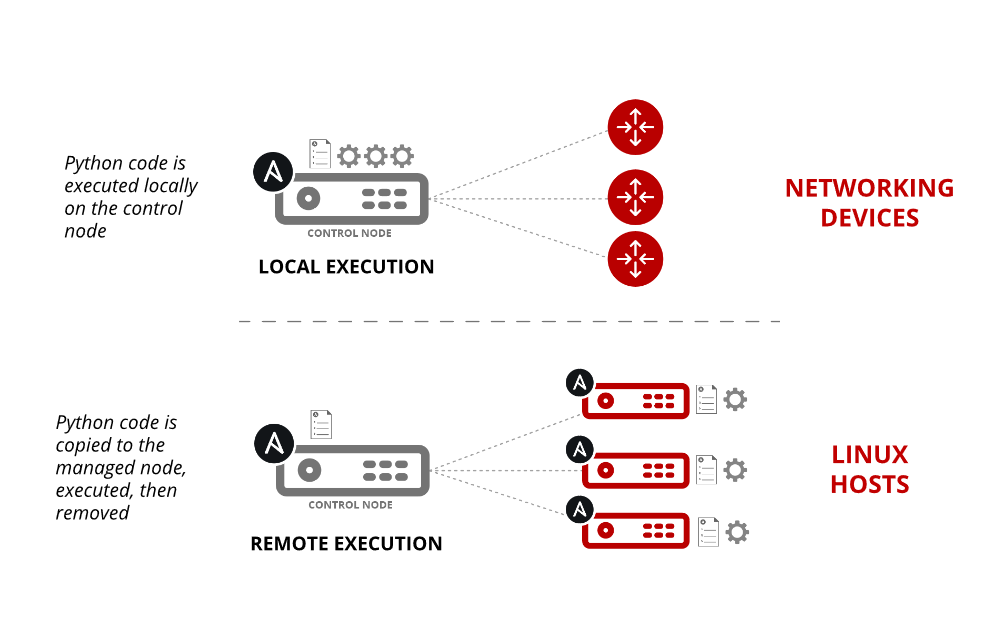 Python code is
executed locally
on the control
node
CONTROL NODE
LOCAL EXECUTION
NETWORKING
DEVICES
Python code is
copied to the
managed node,
executed, then
removed
CONTROL NODE
REMOTE EXECUTION
LINUX
HOSTS